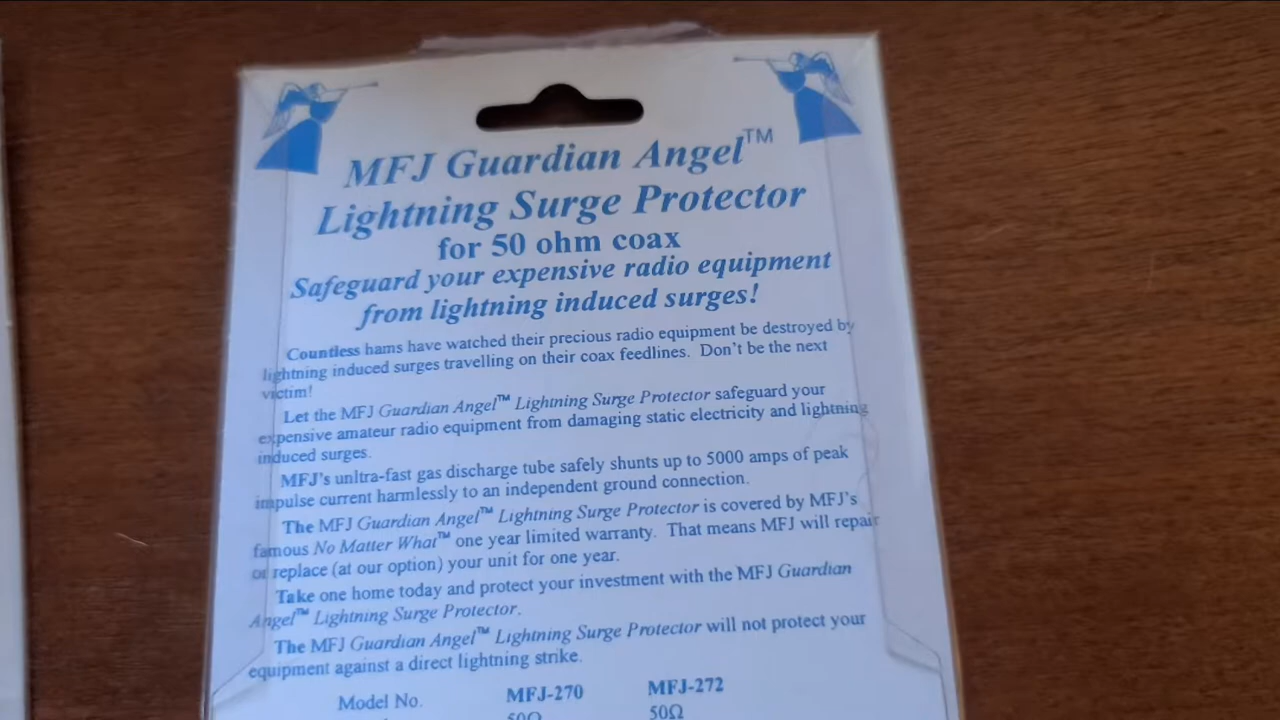 MFJ Guardian Angel™
Lightning Surge Protector
for 50 ohm coax
Safeguard your expensive radio equipment
from lightning induced surges!
Countless hams have watched their precious radio equipment be destroyed by
lightning induced surges travelling on their coax feedlines. Don't be the next
victim!
Let the MFJ Guardian Angel™ Lightning Surge Protector safeguard your
expensive amateur radio equipment from damaging static electricity and lightning
induced surges.
MFJ's unltra-fast gas discharge tube safely shunts up to 5000 amps of peak
impulse current harmlessly to an independent ground connection.
The MFJ Guardian Angel™ Lightning Surge Protector is covered by MFJ's
famous No Matter What™ one year limited warranty. That means MFJ will repair
or replace (at our option) your unit for one year.
Take one home today and protect your investment with the MFJ Guardian
Angel™ Lightning Surge Protector.
The MFJ Guardian Angel™ Lightning Surge Protector will not protect your
equipment against a direct lightning strike.
Model No. MFJ-270 MFJ-272
50Ω 50Ω